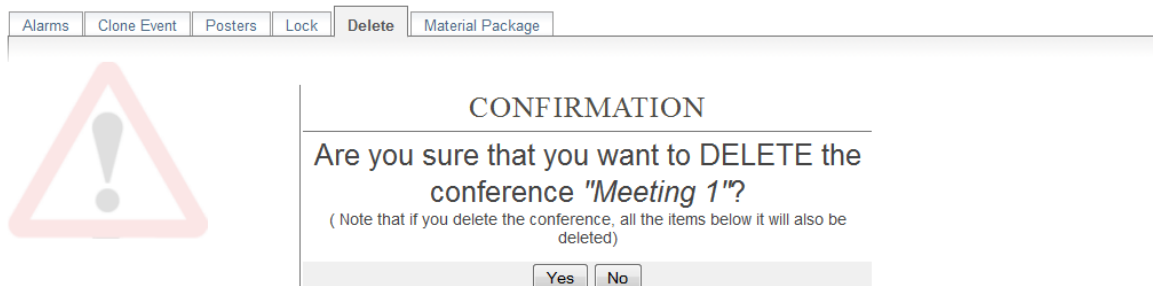 Alarms Clone Event Posters Lock Delete Material Package
CONFIRMATION
Are you sure that you want to DELETE the
conference "Meeting 1"?
( Note that if you delete the conference, all the items below it will also be
deleted)
Yes No